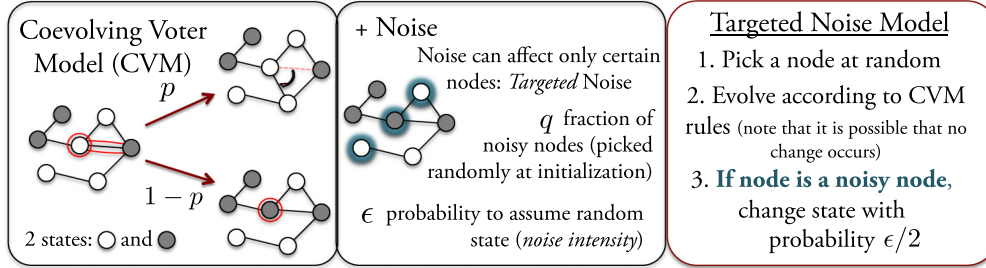 Coevolving Voter
Model (CVM)
p
1 − p
2 states: and
+ Noise
Noise can affect only certain
nodes: Targeted Noise
q fraction of
noisy nodes (picked
randomly at initialization)
ϵ probability to assume random
state (noise intensity)
Targeted Noise Model
1. Pick a node at random
2. Evolve according to CVM
rules (note that it is possible that no
change occurs)
3. If node is a noisy node,
change state with
probability ϵ/2